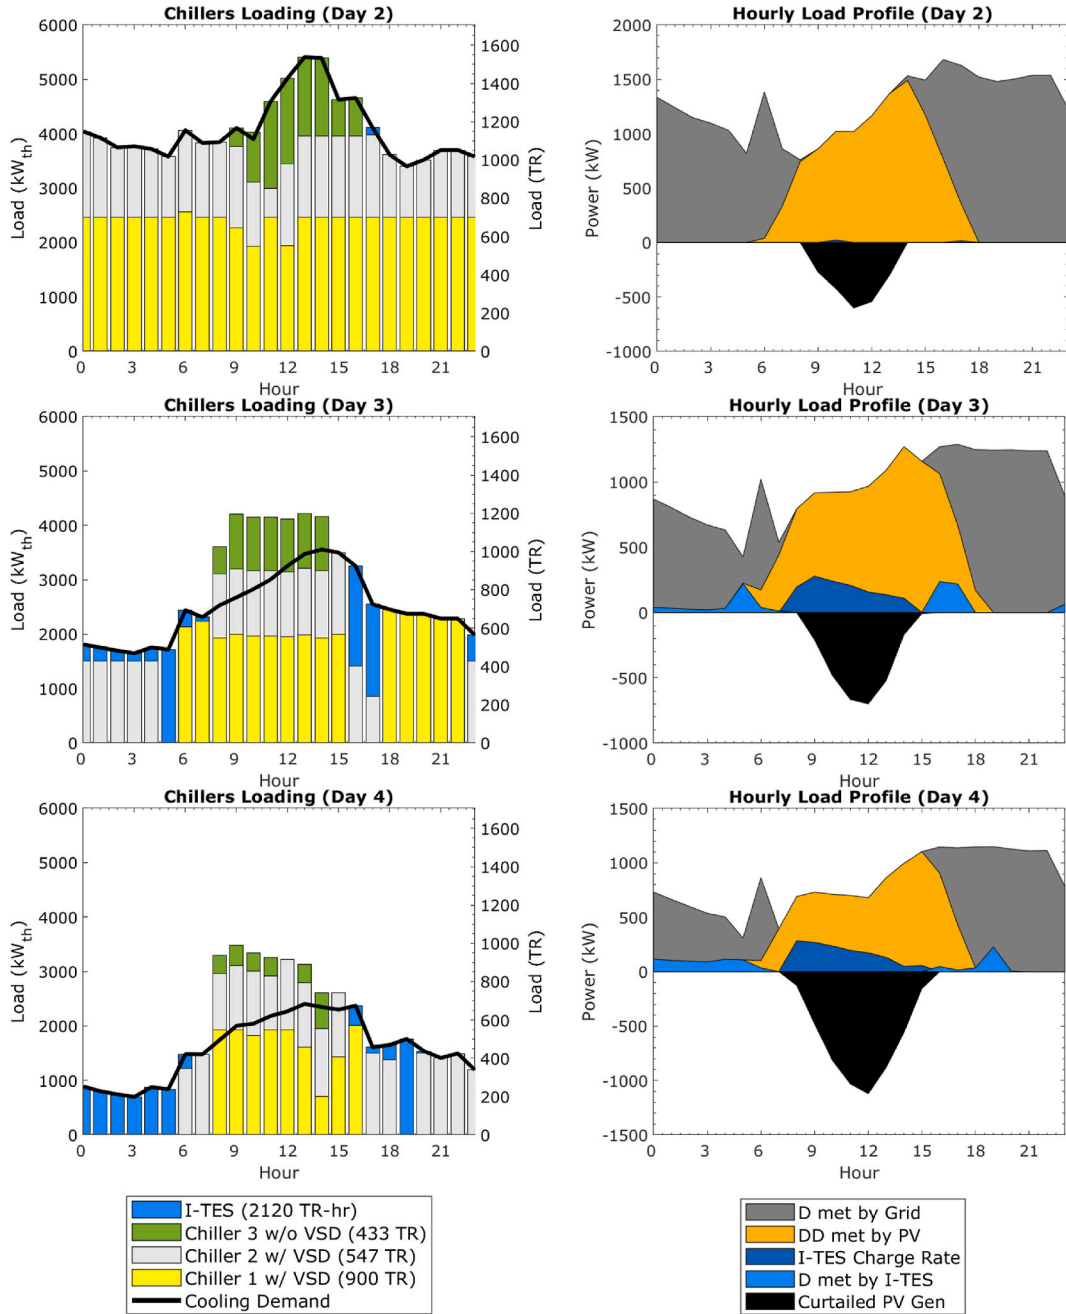 Chillers Loading (Day 2)
6000
5000
4000
3000
2000
1000
0
Load (kWth)
1600
1400
1200
1000
800
600
400
200
0
Load (TR)
0 3 6 9 12 15 18 21
Hour
Hourly Load Profile (Day 2)
2000
1500
1000
500
0
-500
-1000
Power (kW)
0 3 6 9 12 15 18 21
Hour
Chillers Loading (Day 3)
6000
5000
4000
3000
2000
1000
0
Load (kWth)
1600
1400
1200
1000
800
600
400
200
0
Load (TR)
0 3 6 9 12 15 18 21
Hour
Hourly Load Profile (Day 3)
1500
1000
500
0
-500
-1000
Power (kW)
0 3 6 9 12 15 18 21
Hour
Chillers Loading (Day 4)
6000
5000
4000
3000
2000
1000
0
Load (kWth)
1600
1400
1200
1000
800
600
400
200
0
Load (TR)
0 3 6 9 12 15 18 21
Hour
Hourly Load Profile (Day 4)
1500
1000
500
0
-500
-1000
-1500
Power (kW)
0 3 6 9 12 15 18 21
Hour
I-TES (2120 TR-hr)
Chiller 3 w/o VSD (433 TR)
Chiller 2 w/ VSD (547 TR)
Chiller 1 w/ VSD (900 TR)
Cooling Demand
D met by Grid
DD met by PV
I-TES Charge Rate
D met by I-TES
Curtailed PV Gen